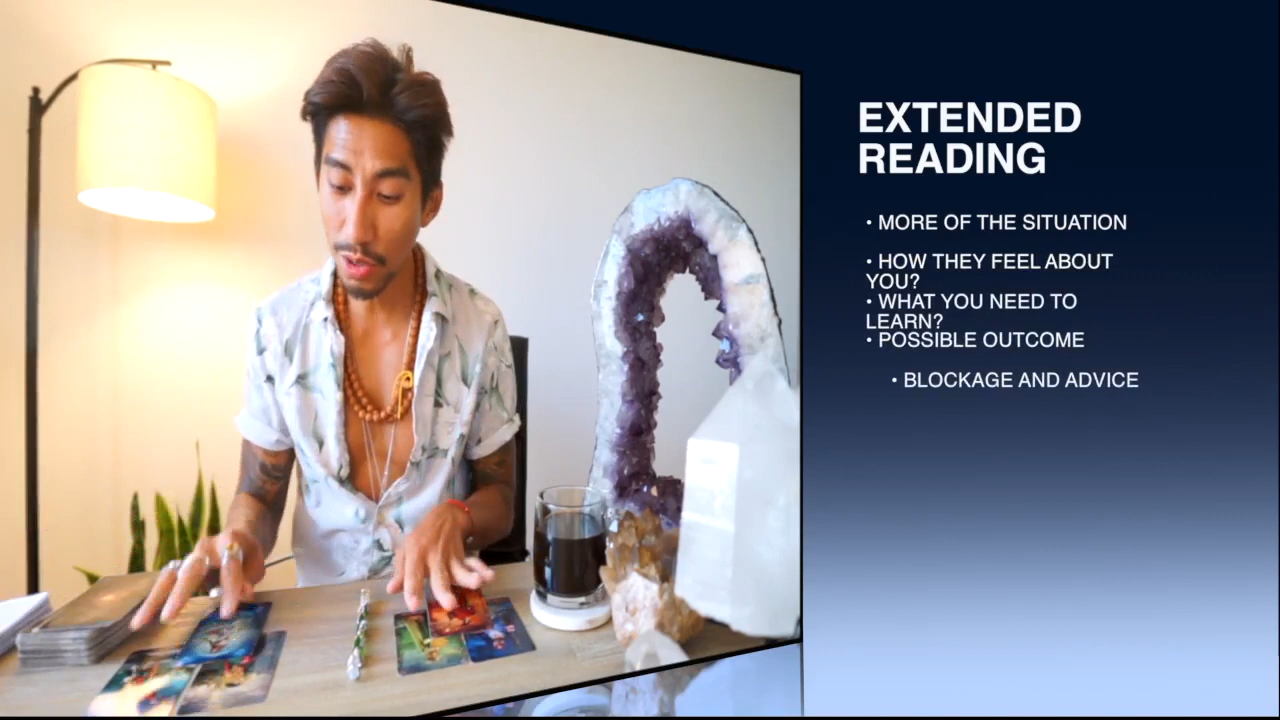 EXTENDED
READING
• MORE OF THE SITUATION
• HOW THEY FEEL ABOUT
YOU?
• WHAT YOU NEED TO
LEARN?
• POSSIBLE OUTCOME
• BLOCKAGE AND ADVICE